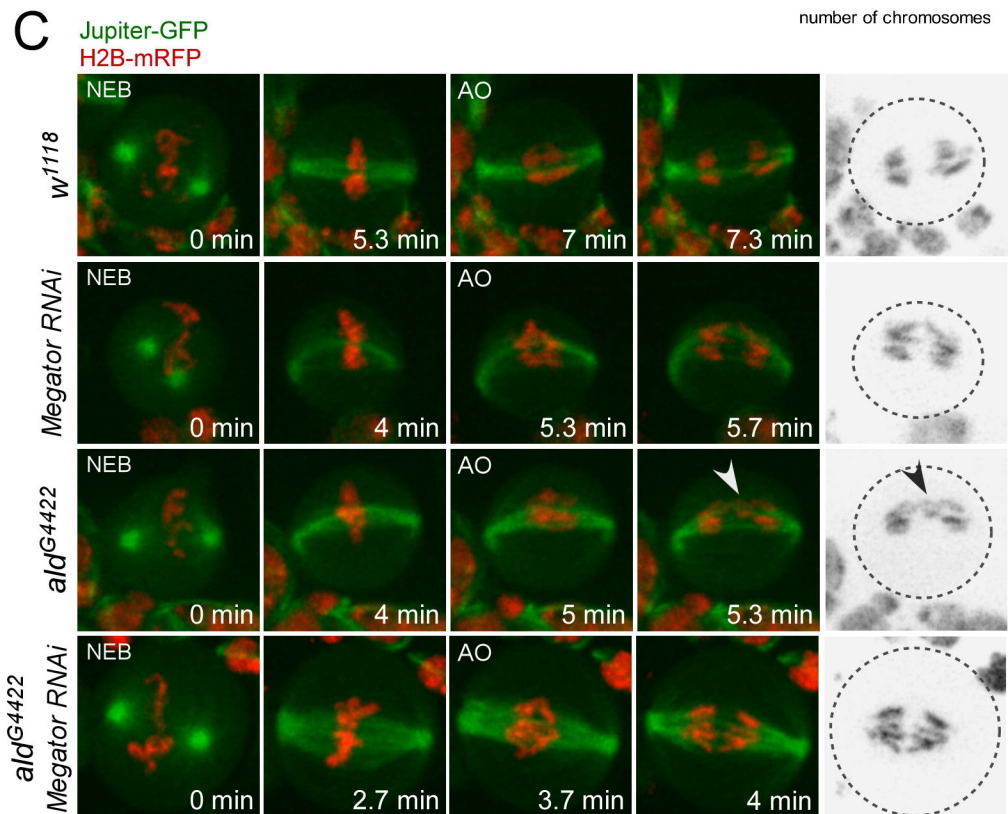 C
Jupiter-GFP
H2B-mRFP
number of chromosomes
w1118
NEB
0 min
5.3 min
AO
7 min
7.3 min
Megator RNAi
NEB
0 min
4 min
AO
5.3 min
5.7 min
aldG4422
NEB
0 min
4 min
AO
5 min
5.3 min
aldG4422
Megator RNAi
NEB
0 min
2.7 min
AO
3.7 min
4 min